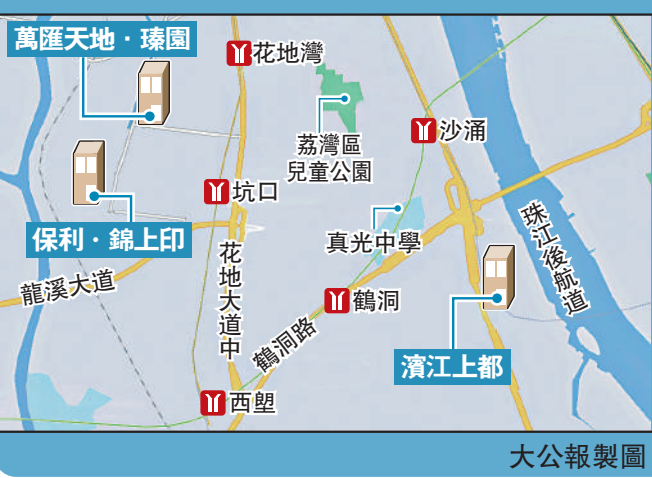 萬匯天地·瑧園
花地灣
荔灣區
兒童公園
沙涌
坑口
保利·錦上印
真光中學
珠江後航道
龍溪大道
花地大道中
鶴洞
鶴洞路
濱江上都
西塱
大公報製圖